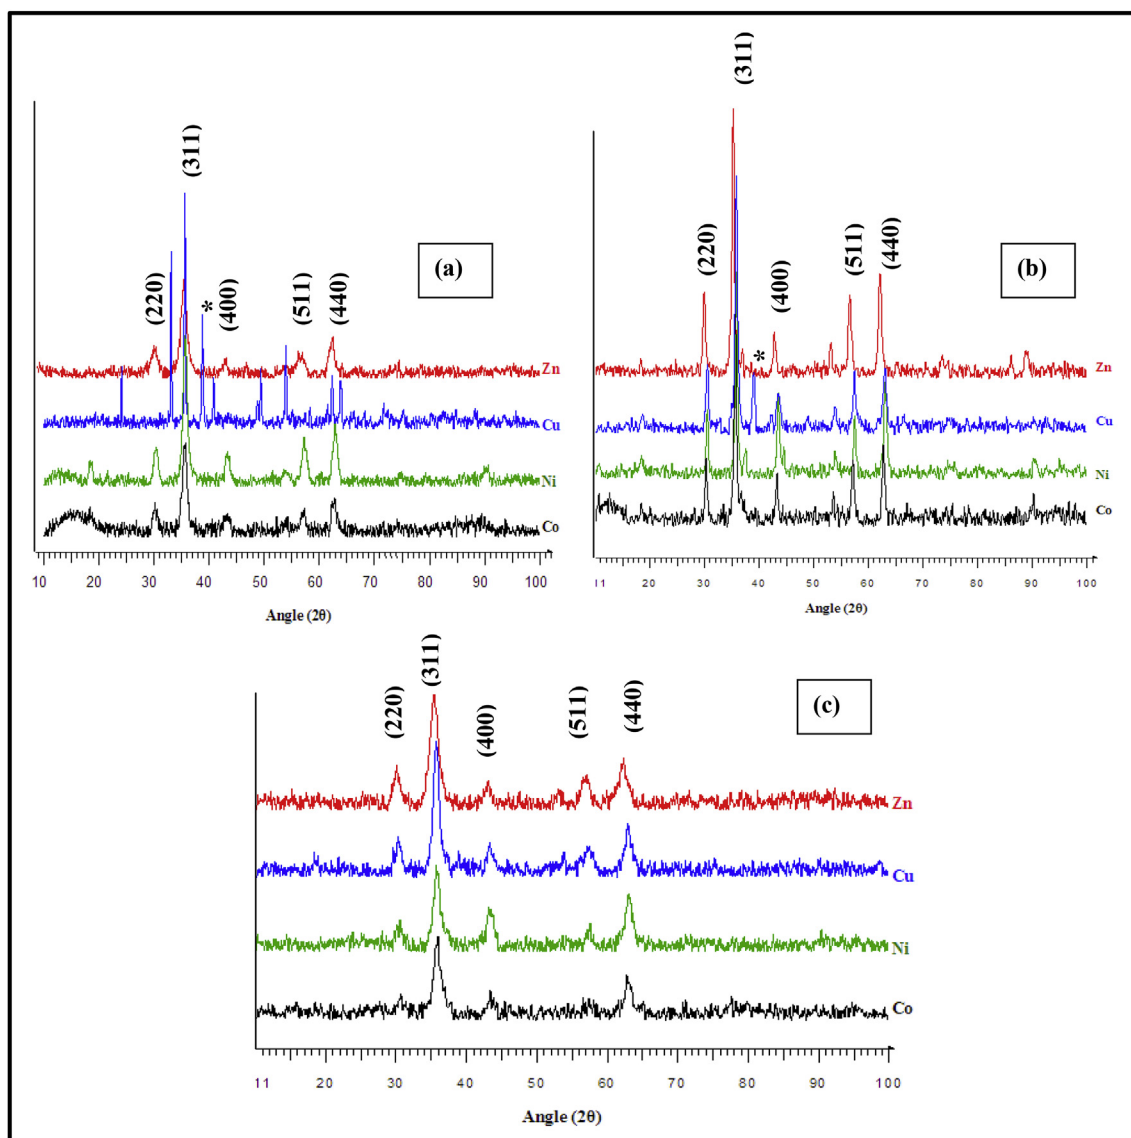 (311)
(220)
*
(400)
(511)
(440)
(a)
Zn
Cu
Ni
Co
10 20 30 40 50 60 70 80 90 100
Angle (2θ)
(311)
(220)
*
(400)
(511)
(440)
(b)
Zn
Cu
Ni
Co
11 20 30 40 50 60 70 80 90 100
Angle (2θ)
(220)
(311)
(400)
(511)
(440)
(c)
Zn
Cu
Ni
Co
11 20 30 40 50 60 70 80 90 100
Angle (2θ)